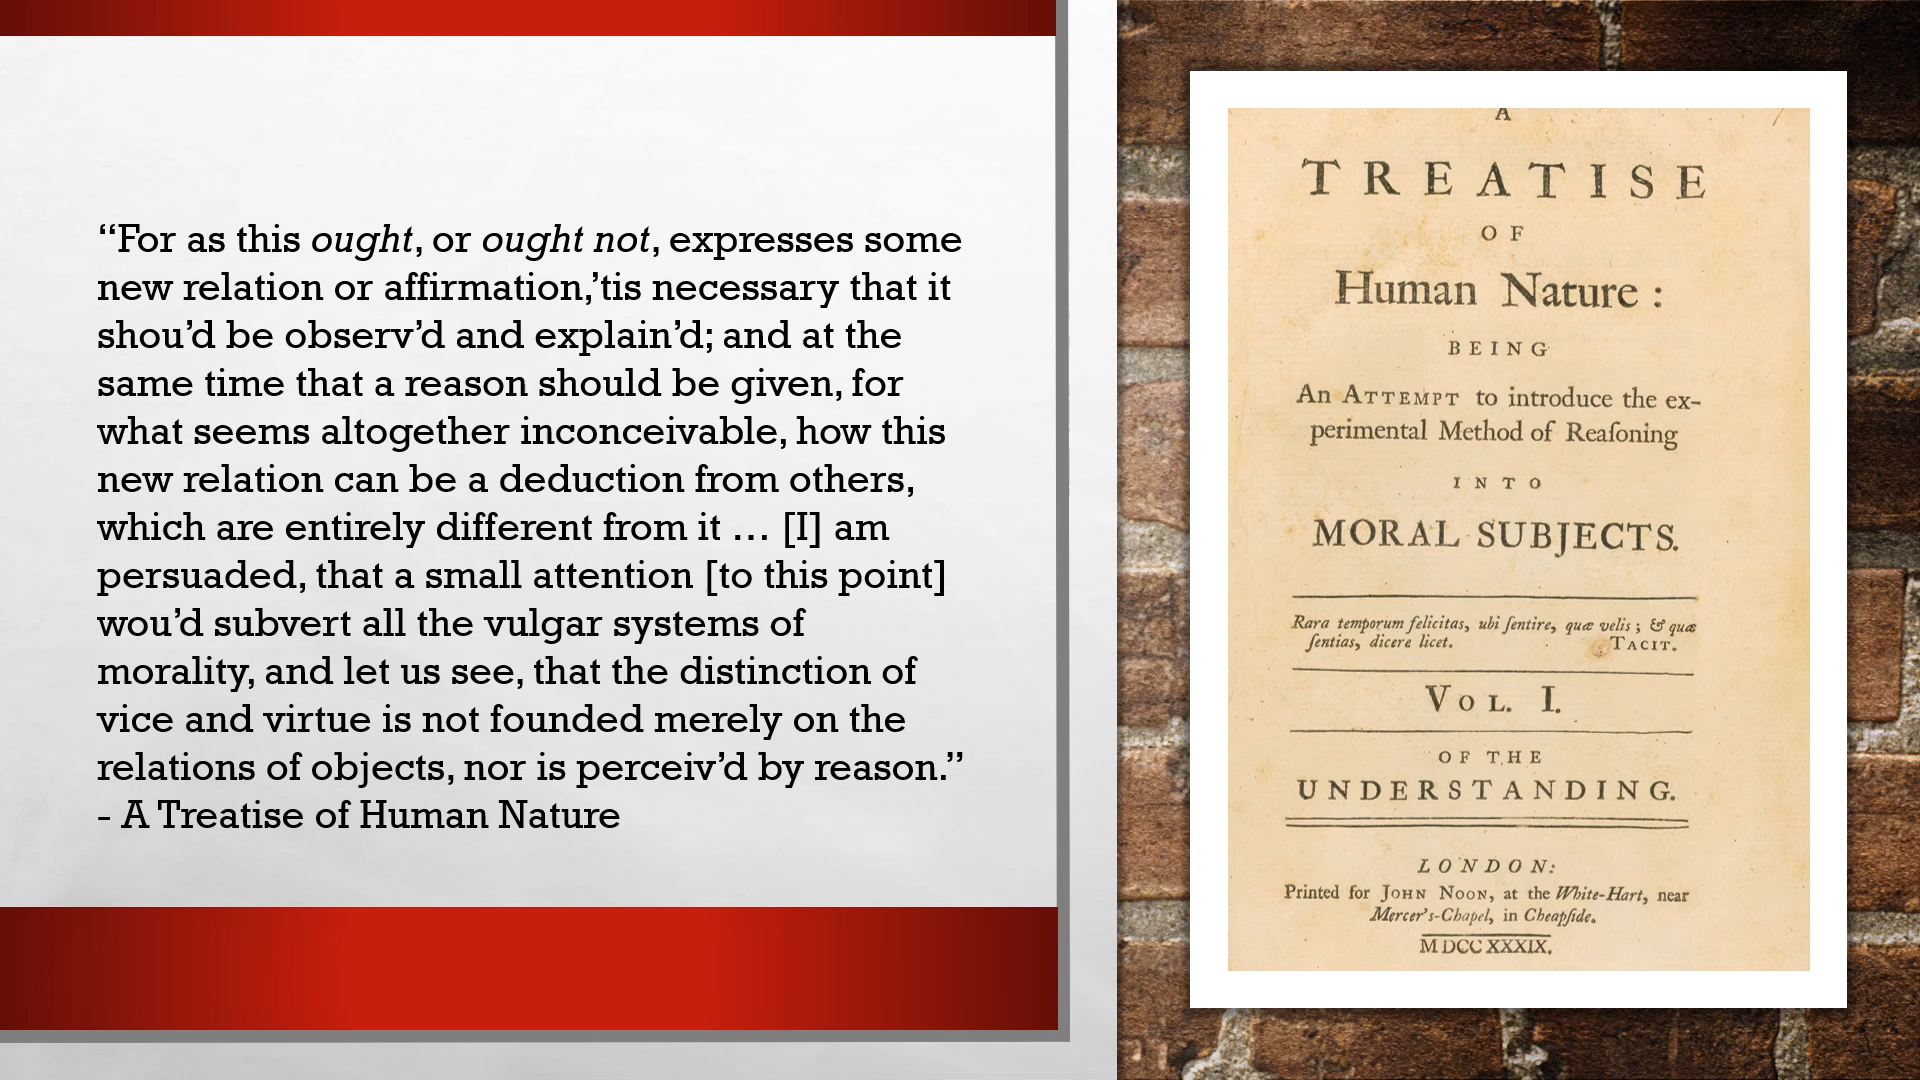 “For as this ought, or ought not, expresses some
new relation or affirmation,’tis necessary that it
shou’d be observ’d and explain’d; and at the
same time that a reason should be given, for
what seems altogether inconceivable, how this
new relation can be a deduction from others,
which are entirely different from it … [I] am
persuaded, that a small attention [to this point]
wou’d subvert all the vulgar systems of
morality, and let us see, that the distinction of
vice and virtue is not founded merely on the
relations of objects, nor is perceiv’d by reason.”
- A Treatise of Human Nature
A
TREATISE
OF
Human Nature :
BEING
An ATTEMPT to introduce the ex-
perimental Method of Reaſoning
INTO
MORAL SUBJECTS.
Rara temporum felicitas, ubi ſentire, quæ velis ; & quæ
ſentias, dicere licet. TACIT.
VOL. I.
OF THE
UNDERSTANDING.
LONDON:
Printed for JOHN NOON, at the White-Hart, near
Mercer’s-Chapel, in Cheapſide.
MDCC XXXIX.